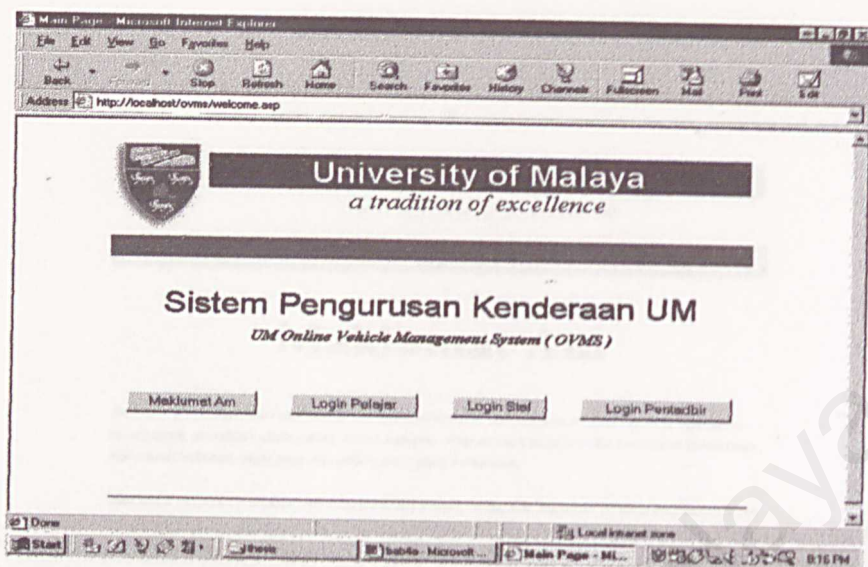 Main Page - Microsoft Internet Explorer
File Edit View Go Favorites Help
Back Forward Stop Refresh Home Search Favorites History Channels Fullscreen Mail Print Edit
Address http://localhost/ovms/welcome.asp
University of Malaya
a tradition of excellence
Sistem Pengurusan Kenderaan UM
UM Online Vehicle Management System ( OVMS )
Maklumat Am Login Pelajar Login Staf Login Pentadbir
Done Local intranet zone
Start thesis bab4a - Microsoft ... Main Page - Mi... 8:16 PM